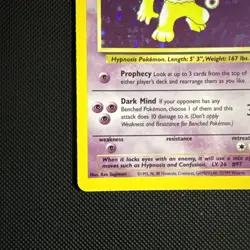 Hypnosis Pokémon. Length: 5' 3", Weight: 167 lbs.
Prophecy Look at up to 3 cards from the top of
either player's deck and rearrange them as you like.
Dark Mind If your opponent has any
Benched Pokémon, choose 1 of them and this
attack does 10 damage to it. (Don't apply
Weakness and Resistance for Benched Pokémon.)
weakness resistance retreat
When it locks eyes with an enemy, it will use a mix
moves such as Hypnosis and Confusion. LV. 36 #97
Illus. Ken Sugimori